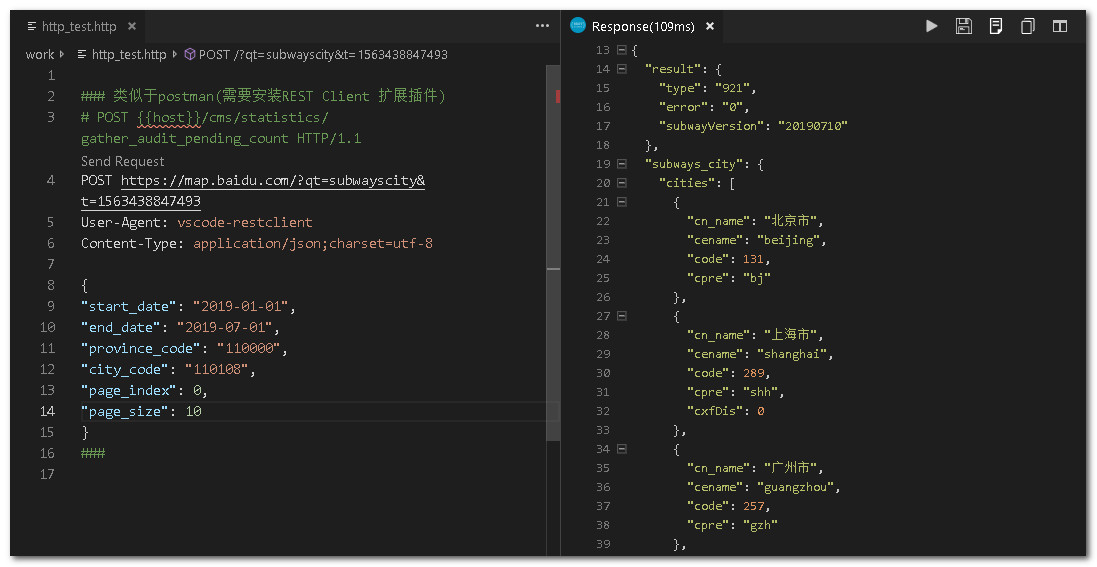 http_test.http
work http_test.http POST /?qt=subwayscity&t=1563438847493
1
2 ### 类似于postman(需要安装REST Client 扩展插件)
3 # POST {{host}}/cms/statistics/
gather_audit_pending_count HTTP/1.1
Send Request
4 POST https://map.baidu.com/?qt=subwayscity&
t=1563438847493
5 User-Agent: vscode-restclient
6 Content-Type: application/json;charset=utf-8
7
8 {
9 "start_date": "2019-01-01",
10 "end_date": "2019-07-01",
11 "province_code": "110000",
12 "city_code": "110108",
13 "page_index": 0,
14 "page_size": 10
15 }
16 ###
17
Response(109ms)
13 {
14 "result": {
15 "type": "921",
16 "error": "0",
17 "subwayVersion": "20190710"
18 },
19 "subways_city": {
20 "cities": [
21 {
22 "cn_name": "北京市",
23 "cename": "beijing",
24 "code": 131,
25 "cpre": "bj"
26 },
27 {
28 "cn_name": "上海市",
29 "cename": "shanghai",
30 "code": 289,
31 "cpre": "shh",
32 "cxfDis": 0
33 },
34 {
35 "cn_name": "广州市",
36 "cename": "guangzhou",
37 "code": 257,
38 "cpre": "gzh"
39 },